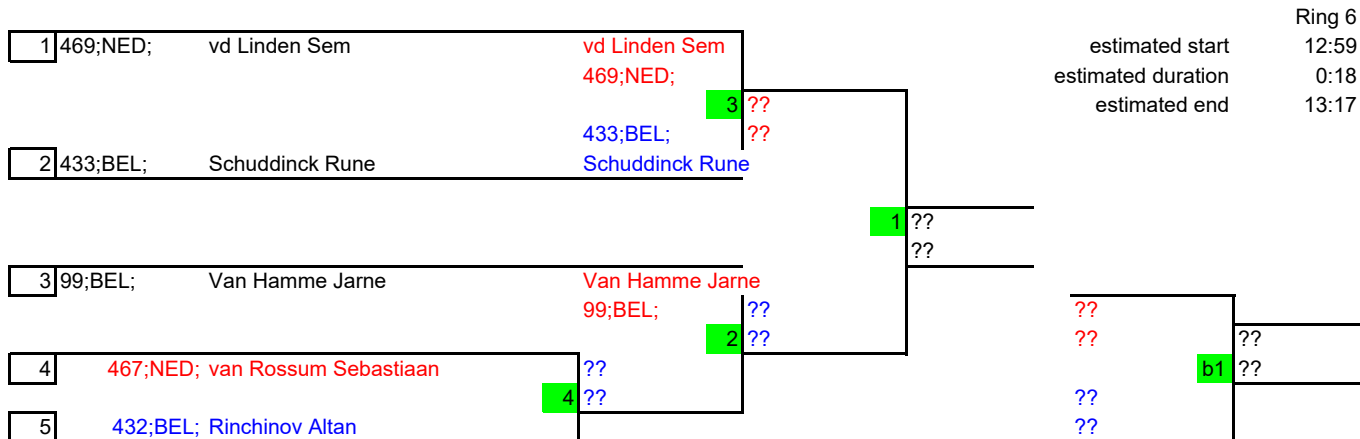 Ring 6
1 469;NED; vd Linden Sem vd Linden Sem estimated start 12:59
469;NED; estimated duration 0:18
3 ?? estimated end 13:17
433;BEL; ??
2 433;BEL; Schuddinck Rune Schuddinck Rune
1 ??
??
3 99;BEL; Van Hamme Jarne Van Hamme Jarne
99;BEL; ?? ??
2 ?? ?? ??
4 467;NED; van Rossum Sebastiaan ?? b1 ??
4 ?? ??
5 432;BEL; Rinchinov Altan ??